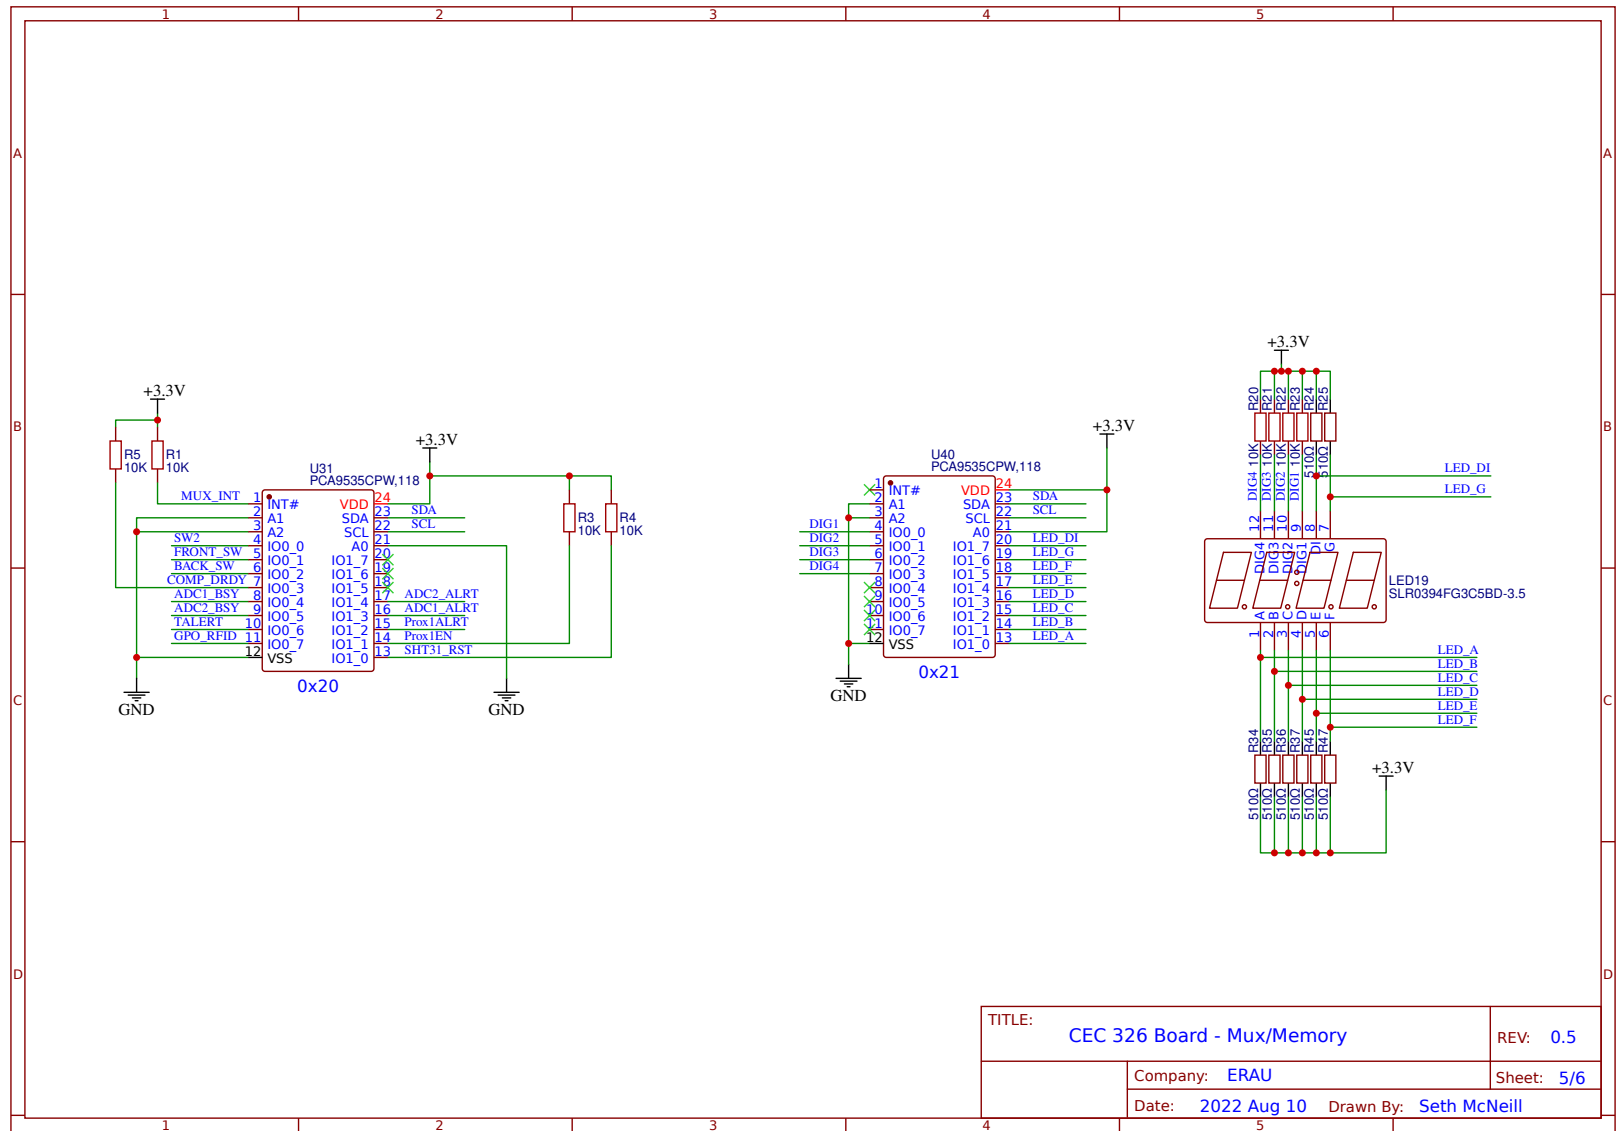 1 2 3 4 5
A A
B B
C C
D D
1 2 3 4 5
+3.3V
R5
10K
R1
10K
MUX_INT
SW2
FRONT_SW
BACK_SW
COMP_DRDY
ADC1_BSY
ADC2_BSY
TALERT
GPO_RFID
U31
PCA9535CPW,118
1 INT#
2 A1
3 A2
4 IO0_0
5 IO0_1
6 IO0_2
7 IO0_3
8 IO0_4
9 IO0_5
10 IO0_6
11 IO0_7
12 VSS
VDD 24
SDA 23
SCL 22
A0 21
IO1_7 20
IO1_6 19
IO1_5 18
IO1_4 17
IO1_3 16
IO1_2 15
IO1_1 14
IO1_0 13
0x20
GND
+3.3V
SDA
SCL
ADC2_ALRT
ADC1_ALRT
Prox1ALRT
Prox1EN
SHT31_RST
R3
10K
R4
10K
GND
U40
PCA9535CPW,118
DIG1
DIG2
DIG3
DIG4
1 INT#
2 A1
3 A2
4 IO0_0
5 IO0_1
6 IO0_2
7 IO0_3
8 IO0_4
9 IO0_5
10 IO0_6
11 IO0_7
12 VSS
VDD 24
SDA 23
SCL 22
A0 21
IO1_7 20
IO1_6 19
IO1_5 18
IO1_4 17
IO1_3 16
IO1_2 15
IO1_1 14
IO1_0 13
0x21
GND
+3.3V
SDA
SCL
LED_DI
LED_G
LED_F
LED_E
LED_D
LED_C
LED_B
LED_A
+3.3V
R20 R21 R22 R23 R24 R25
10K 10K 10K 10K 510Ω 510Ω
DIG4 DIG3 DIG2 DIG1
LED_DI
LED_G
12 11 10 9 8 7
DIG4 DIG3 DIG2 DIG1 DI G
LED19
SLR0394FG3C5BD-3.5
A B C D E F
1 2 3 4 5 6
LED_A
LED_B
LED_C
LED_D
LED_E
LED_F
R34 R35 R36 R37 R45 R47
510Ω 510Ω 510Ω 510Ω 510Ω 510Ω
+3.3V
TITLE:
CEC 326 Board - Mux/Memory
REV: 0.5
Company: ERAU
Sheet: 5/6
Date: 2022 Aug 10 Drawn By: Seth McNeill